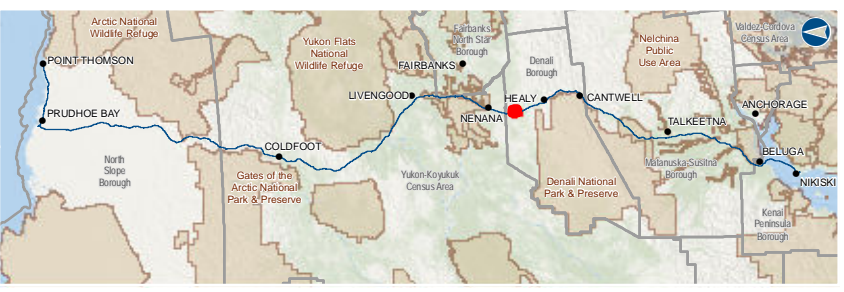 Arctic National
Wildlife Refuge
POINT THOMSON
PRUDHOE BAY
North
Slope
Borough
COLDFOOT
Gates of the
Arctic National
Park & Preserve
Yukon Flats
National
Wildlife Refuge
LIVENGOOD
Fairbanks
North Star
Borough
FAIRBANKS
NENANA
Yukon-Koyukuk
Census Area
Denali
Borough
HEALY
CANTWELL
Denali National
Park & Preserve
Nelchina
Public
Use Area
TALKEETNA
Matanuska-Susitna
Borough
Valdez-Cordova
Census Area
ANCHORAGE
BELUGA
NIKISKI
Kenai
Peninsula
Borough